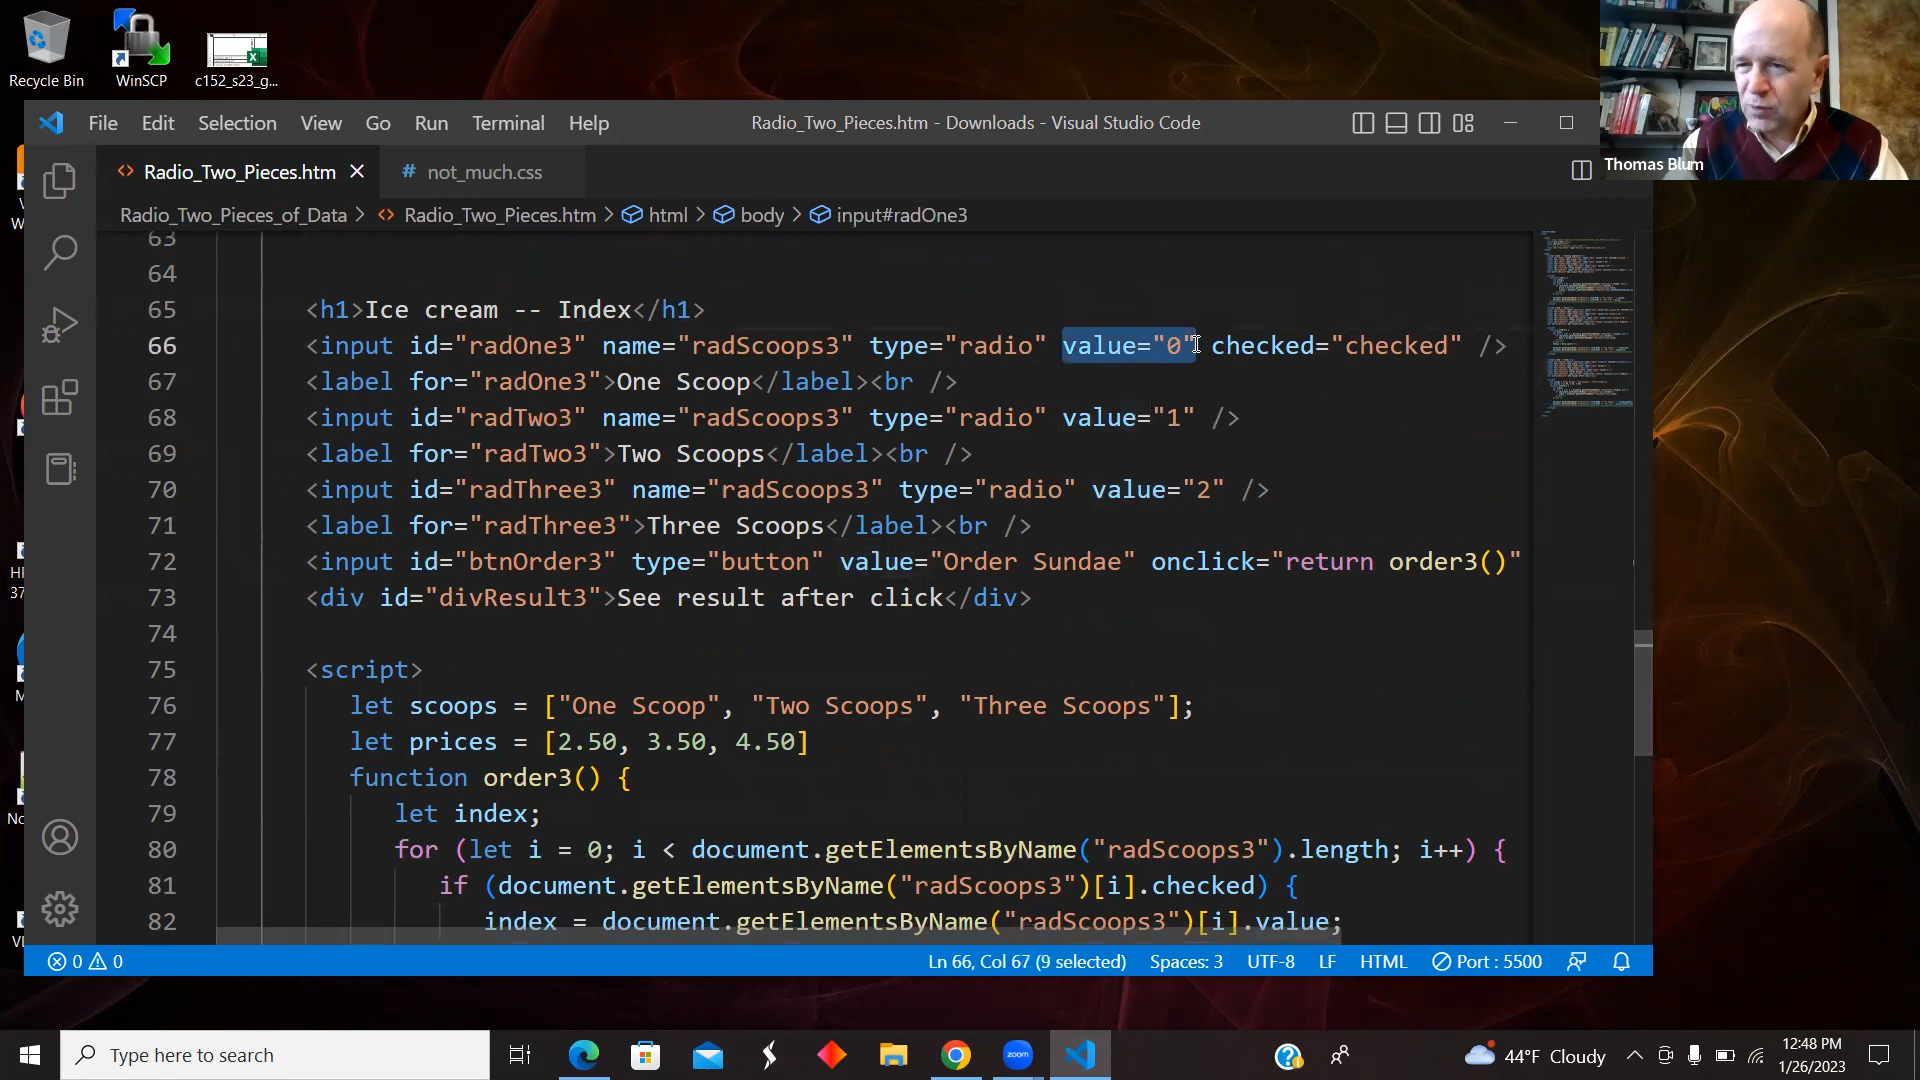 Recycle Bin
WinSCP
c152_s23_g...
Thomas Blum
File Edit Selection View Go Run Terminal Help
Radio_Two_Pieces.htm - Downloads - Visual Studio Code
Radio_Two_Pieces.htm
# not_much.css
Radio_Two_Pieces_of_Data > Radio_Two_Pieces.htm > html > body > input#radOne3
63
64
65 <h1>Ice cream -- Index</h1>
66 <input id="radOne3" name="radScoops3" type="radio" value="0" checked="checked" />
67 <label for="radOne3">One Scoop</label><br />
68 <input id="radTwo3" name="radScoops3" type="radio" value="1" />
69 <label for="radTwo3">Two Scoops</label><br />
70 <input id="radThree3" name="radScoops3" type="radio" value="2" />
71 <label for="radThree3">Three Scoops</label><br />
72 <input id="btnOrder3" type="button" value="Order Sundae" onclick="return order3()"
73 <div id="divResult3">See result after click</div>
74
75 <script>
76 let scoops = ["One Scoop", "Two Scoops", "Three Scoops"];
77 let prices = [2.50, 3.50, 4.50]
78 function order3() {
79 let index;
80 for (let i = 0; i < document.getElementsByName("radScoops3").length; i++) {
81 if (document.getElementsByName("radScoops3")[i].checked) {
82 index = document.getElementsByName("radScoops3")[i].value;
0 0
Ln 66, Col 67 (9 selected) Spaces: 3 UTF-8 LF HTML Port : 5500
Type here to search
zoom
44°F Cloudy
12:48 PM
1/26/2023